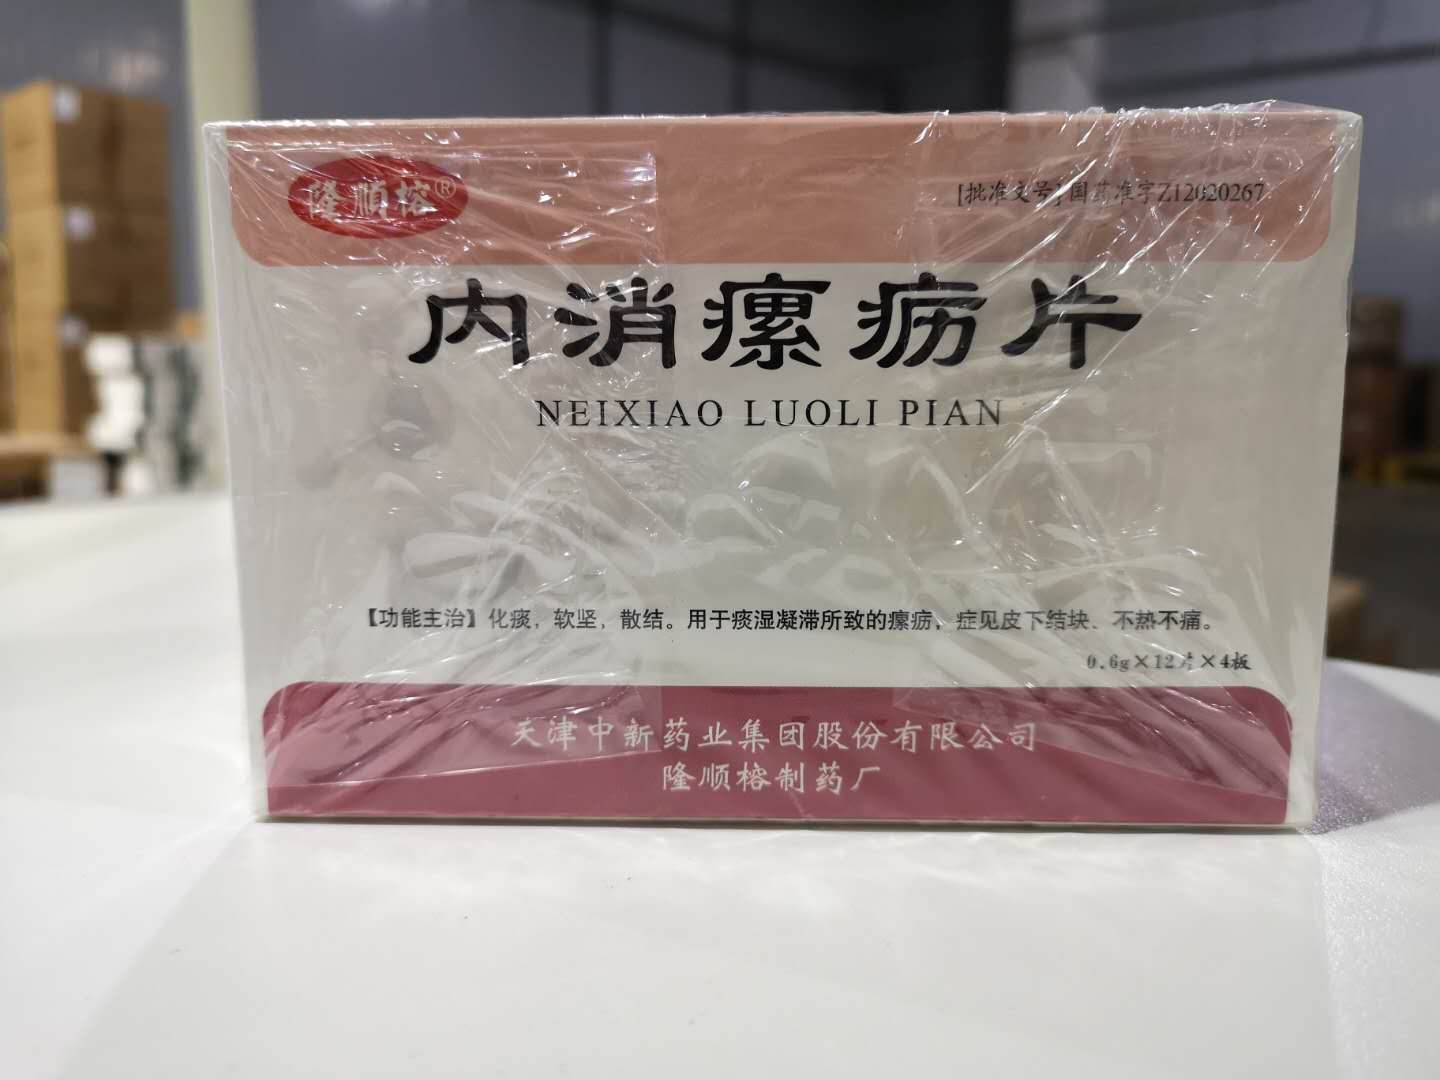 隆顺榕®
[批准文号]国药准字Z12020267
内消瘰疬片
NEIXIAO LUOLI PIAN
【功能主治】化痰，软坚，散结。用于痰湿凝滞所致的瘰疬，症见皮下结块、不热不痛。
0.6g×12片×4板
天津中新药业集团股份有限公司
隆顺榕制药厂